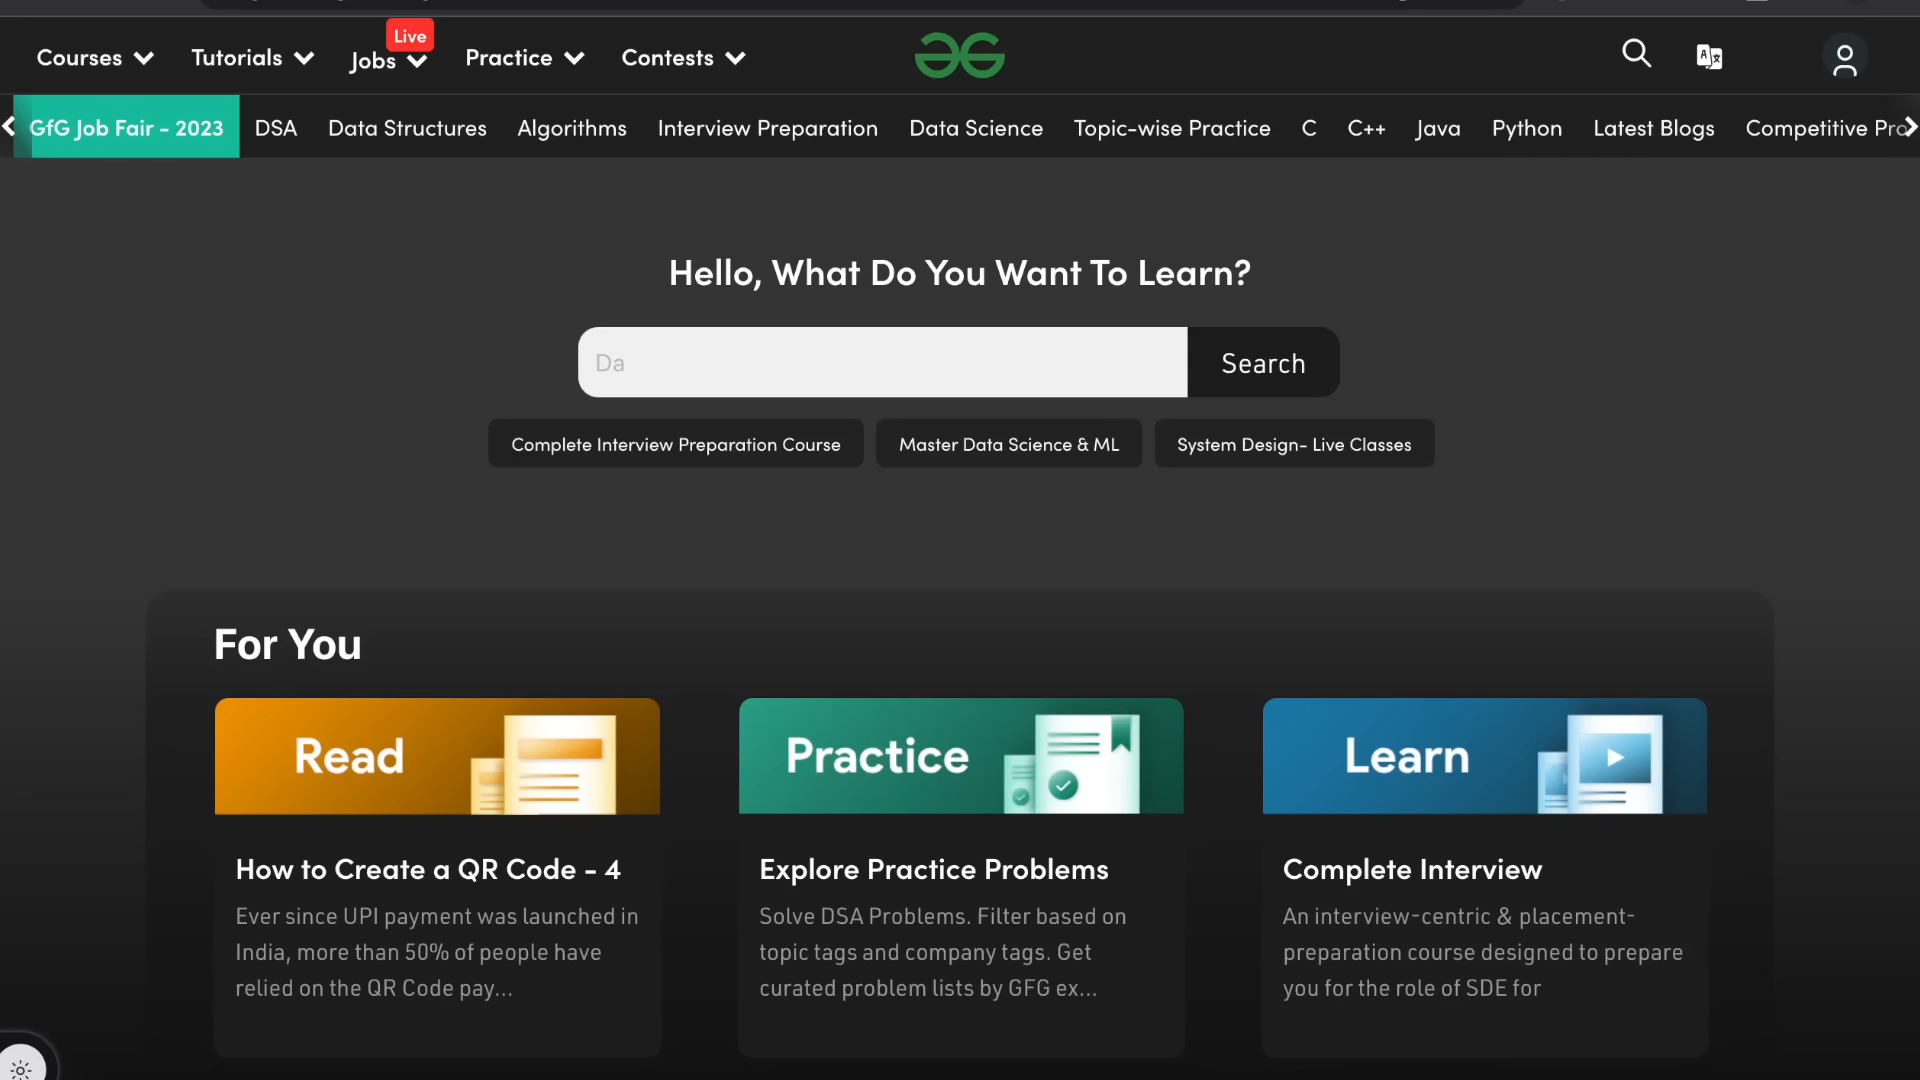 Courses Tutorials Jobs Live Practice Contests
GfG Job Fair - 2023 DSA Data Structures Algorithms Interview Preparation Data Science Topic-wise Practice C C++ Java Python Latest Blogs Competitive Pro
Hello, What Do You Want To Learn?
Da Search
Complete Interview Preparation Course Master Data Science & ML System Design- Live Classes
For You
Read
Practice
Learn
How to Create a QR Code - 4
Ever since UPI payment was launched in
India, more than 50% of people have
relied on the QR Code pay...
Explore Practice Problems
Solve DSA Problems. Filter based on
topic tags and company tags. Get
curated problem lists by GFG ex...
Complete Interview
An interview-centric & placement-
preparation course designed to prepare
you for the role of SDE for